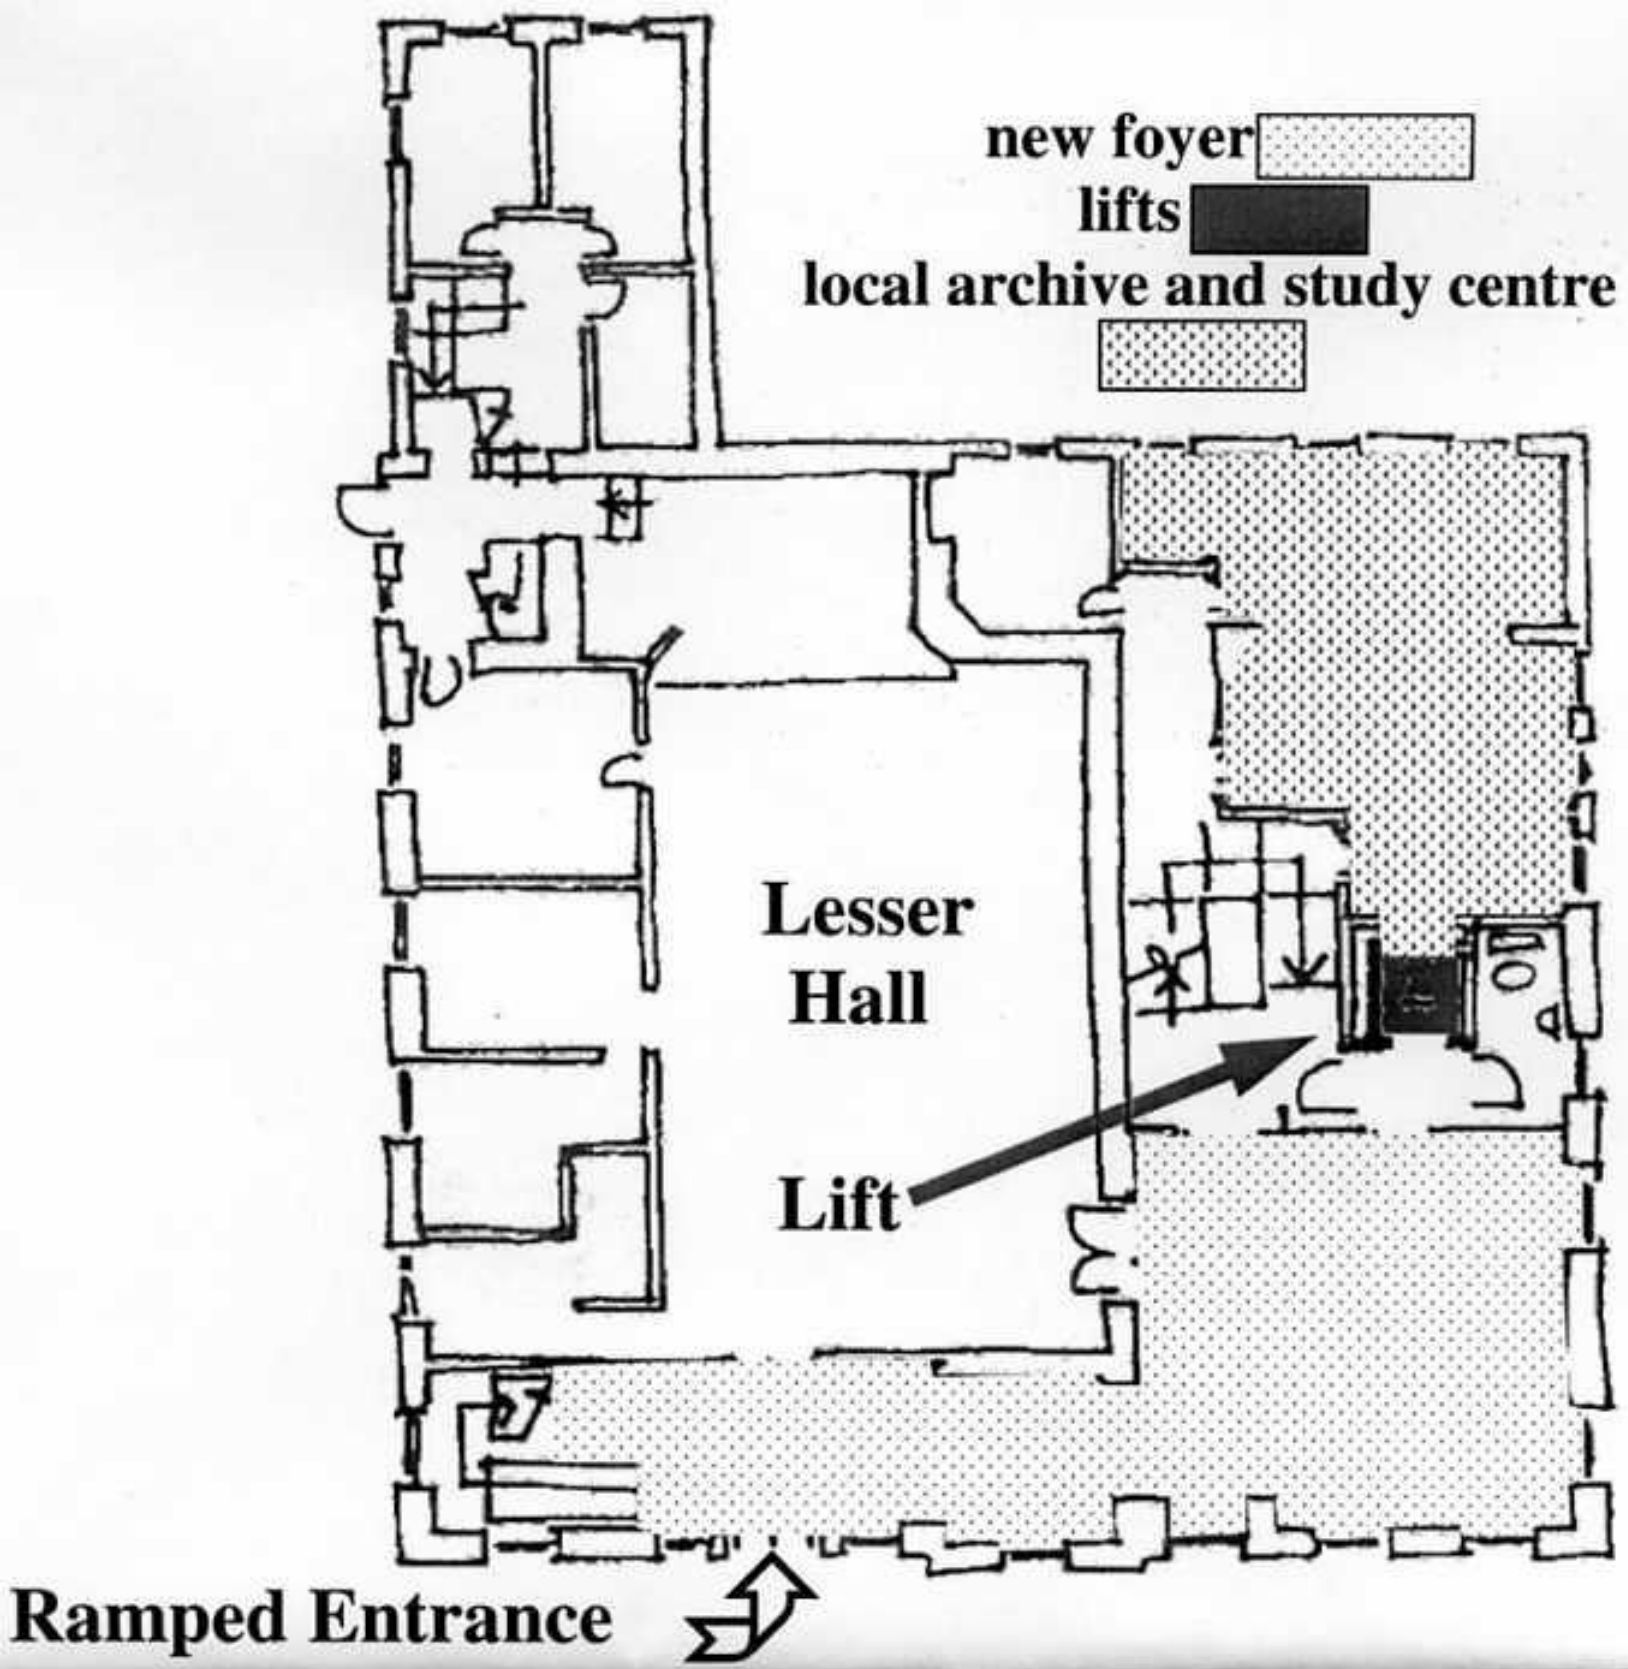 new foyer
lifts
local archive and study centre
Lesser
Hall
Lift
Ramped Entrance